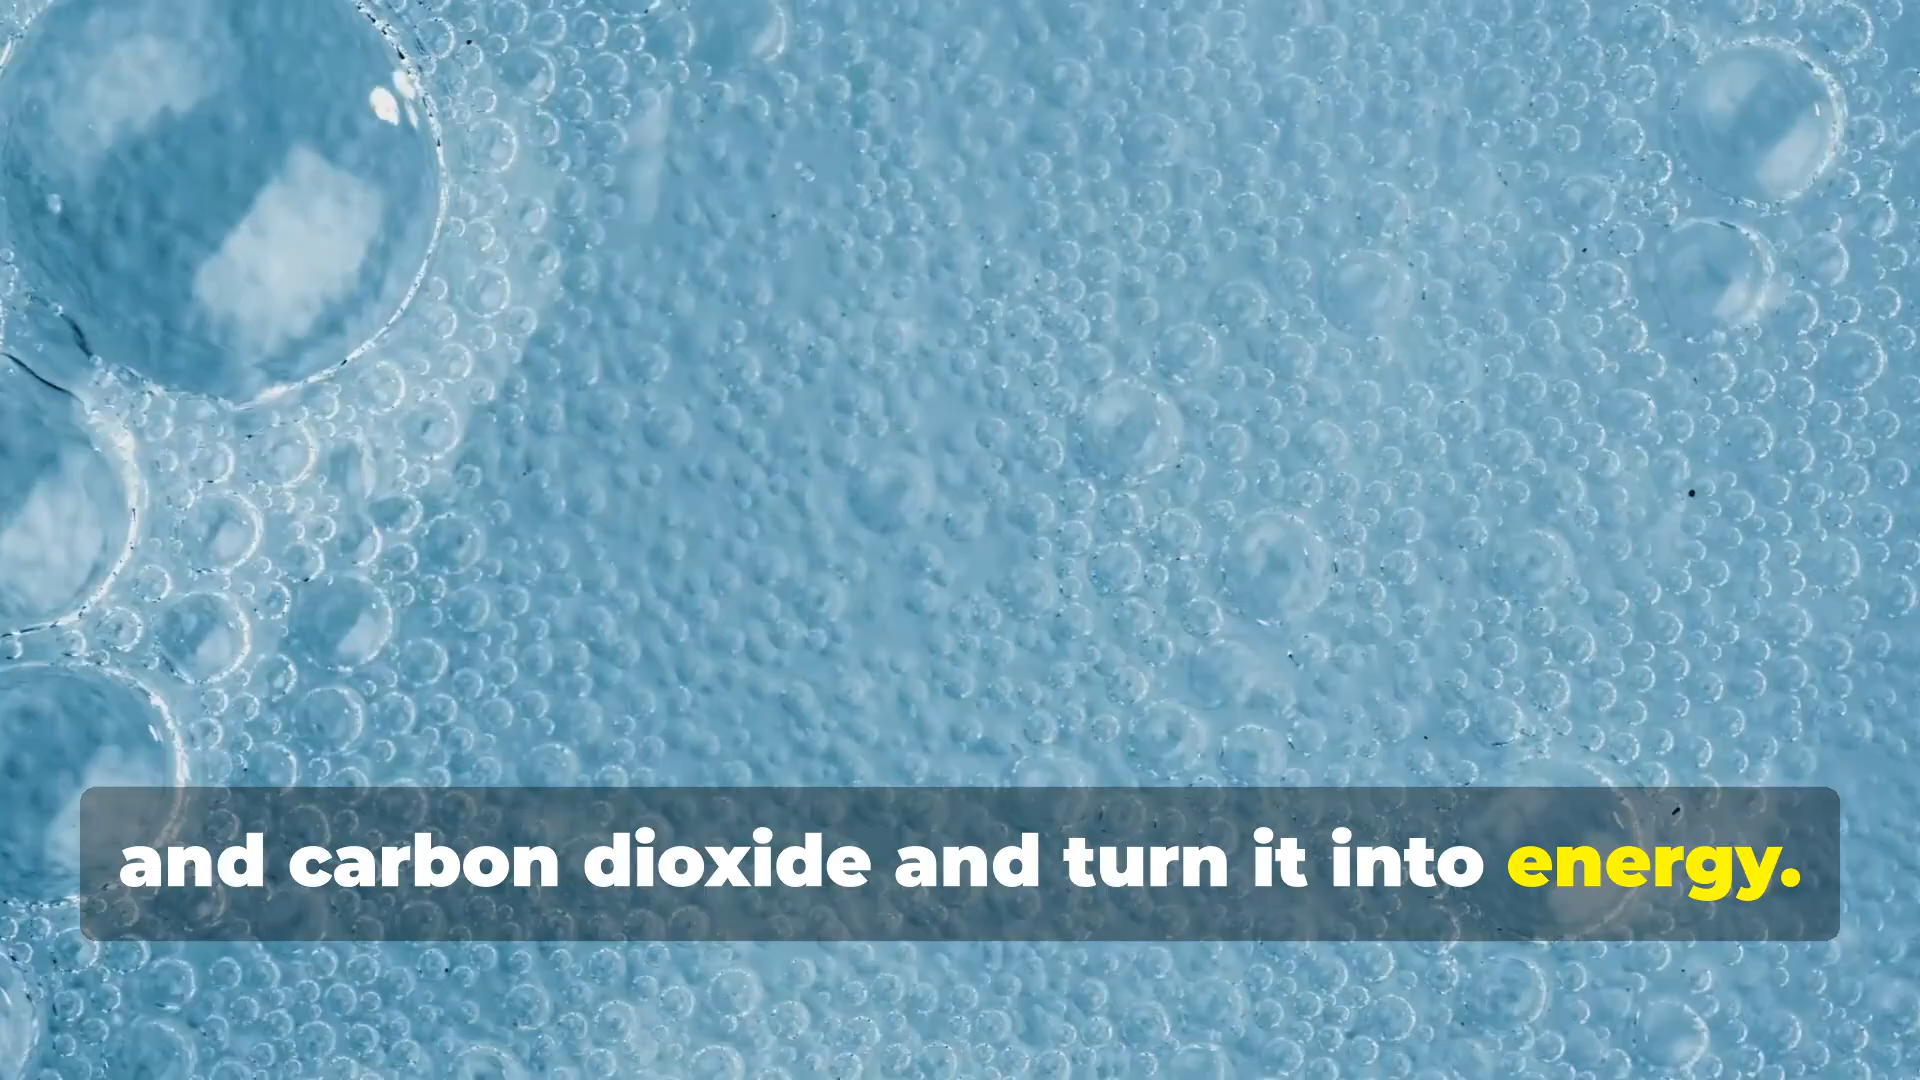 and carbon dioxide and turn it into energy.